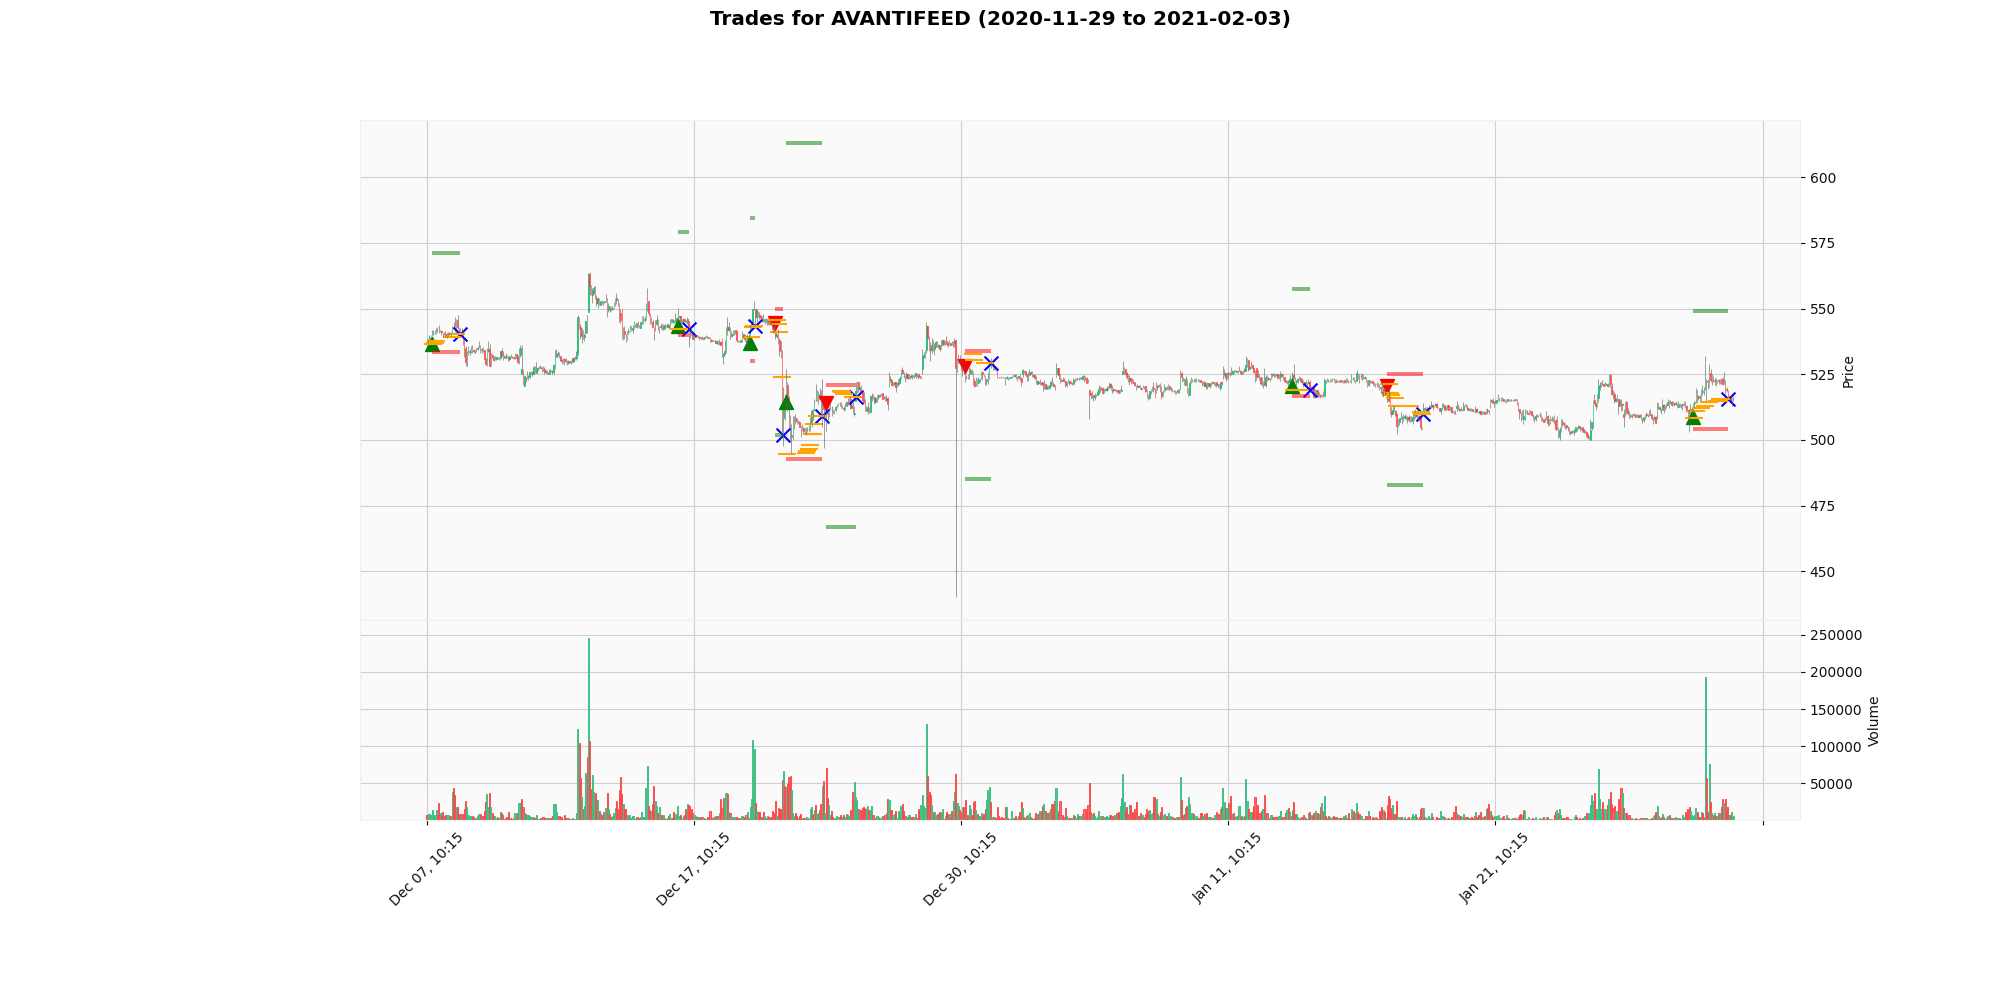 Trades for AVANTIFEED (2020-11-29 to 2021-02-03)
600
575
550
525
500
475
450
Price
250000
200000
150000
100000
50000
Volume
Dec 07, 10:15
Dec 17, 10:15
Dec 30, 10:15
Jan 11, 10:15
Jan 21, 10:15